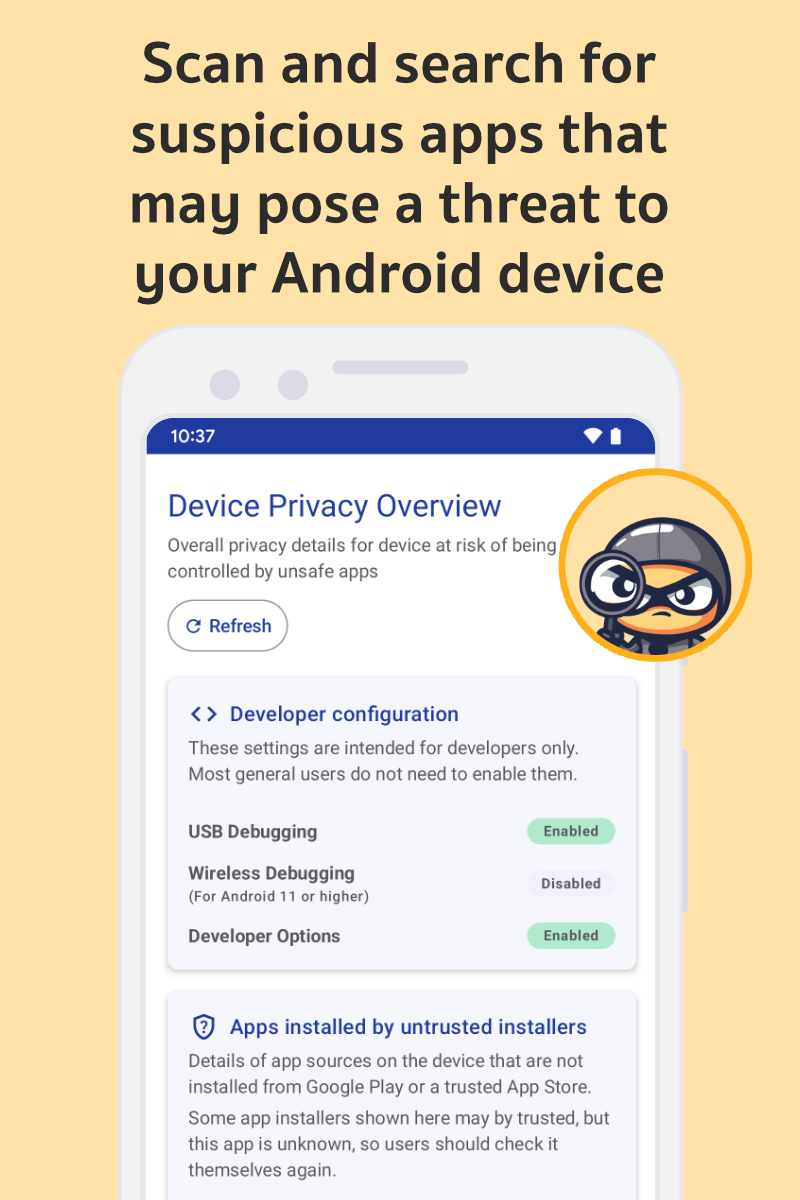 Scan and search for
suspicious apps that
may pose a threat to
your Android device
10:37
Device Privacy Overview
Overall privacy details for device at risk of being
controlled by unsafe apps
Refresh
Developer configuration
These settings are intended for developers only.
Most general users do not need to enable them.
USB Debugging Enabled
Wireless Debugging
(For Android 11 or higher) Disabled
Developer Options Enabled
Apps installed by untrusted installers
Details of app sources on the device that are not
installed from Google Play or a trusted App Store.
Some app installers shown here may by trusted, but
this app is unknown, so users should check it
themselves again.